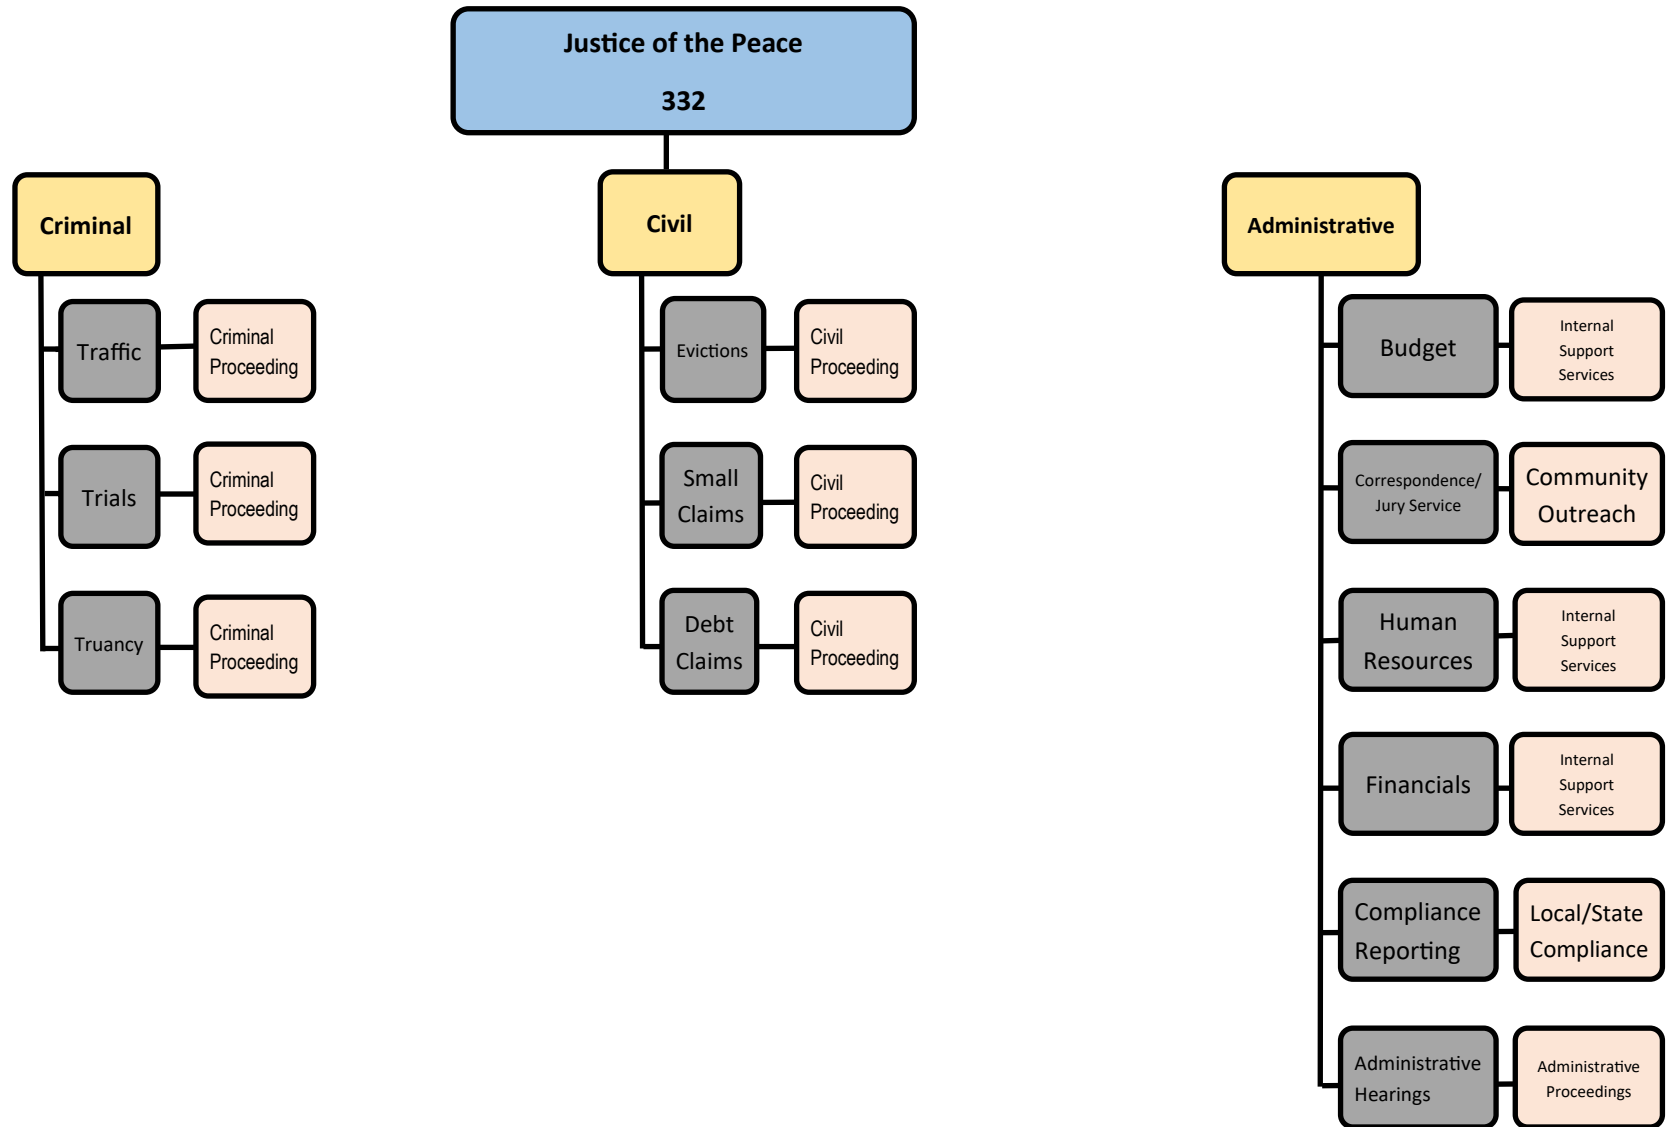 Justice of the Peace
332
Criminal
Civil
Administrative
Traffic
Criminal
Proceeding
Trials
Criminal
Proceeding
Truancy
Criminal
Proceeding
Evictions
Civil
Proceeding
Small
Claims
Civil
Proceeding
Debt
Claims
Civil
Proceeding
Budget
Internal
Support
Services
Correspondence/
Jury Service
Community
Outreach
Human
Resources
Internal
Support
Services
Financials
Internal
Support
Services
Compliance
Reporting
Local/State
Compliance
Administrative
Hearings
Administrative
Proceedings